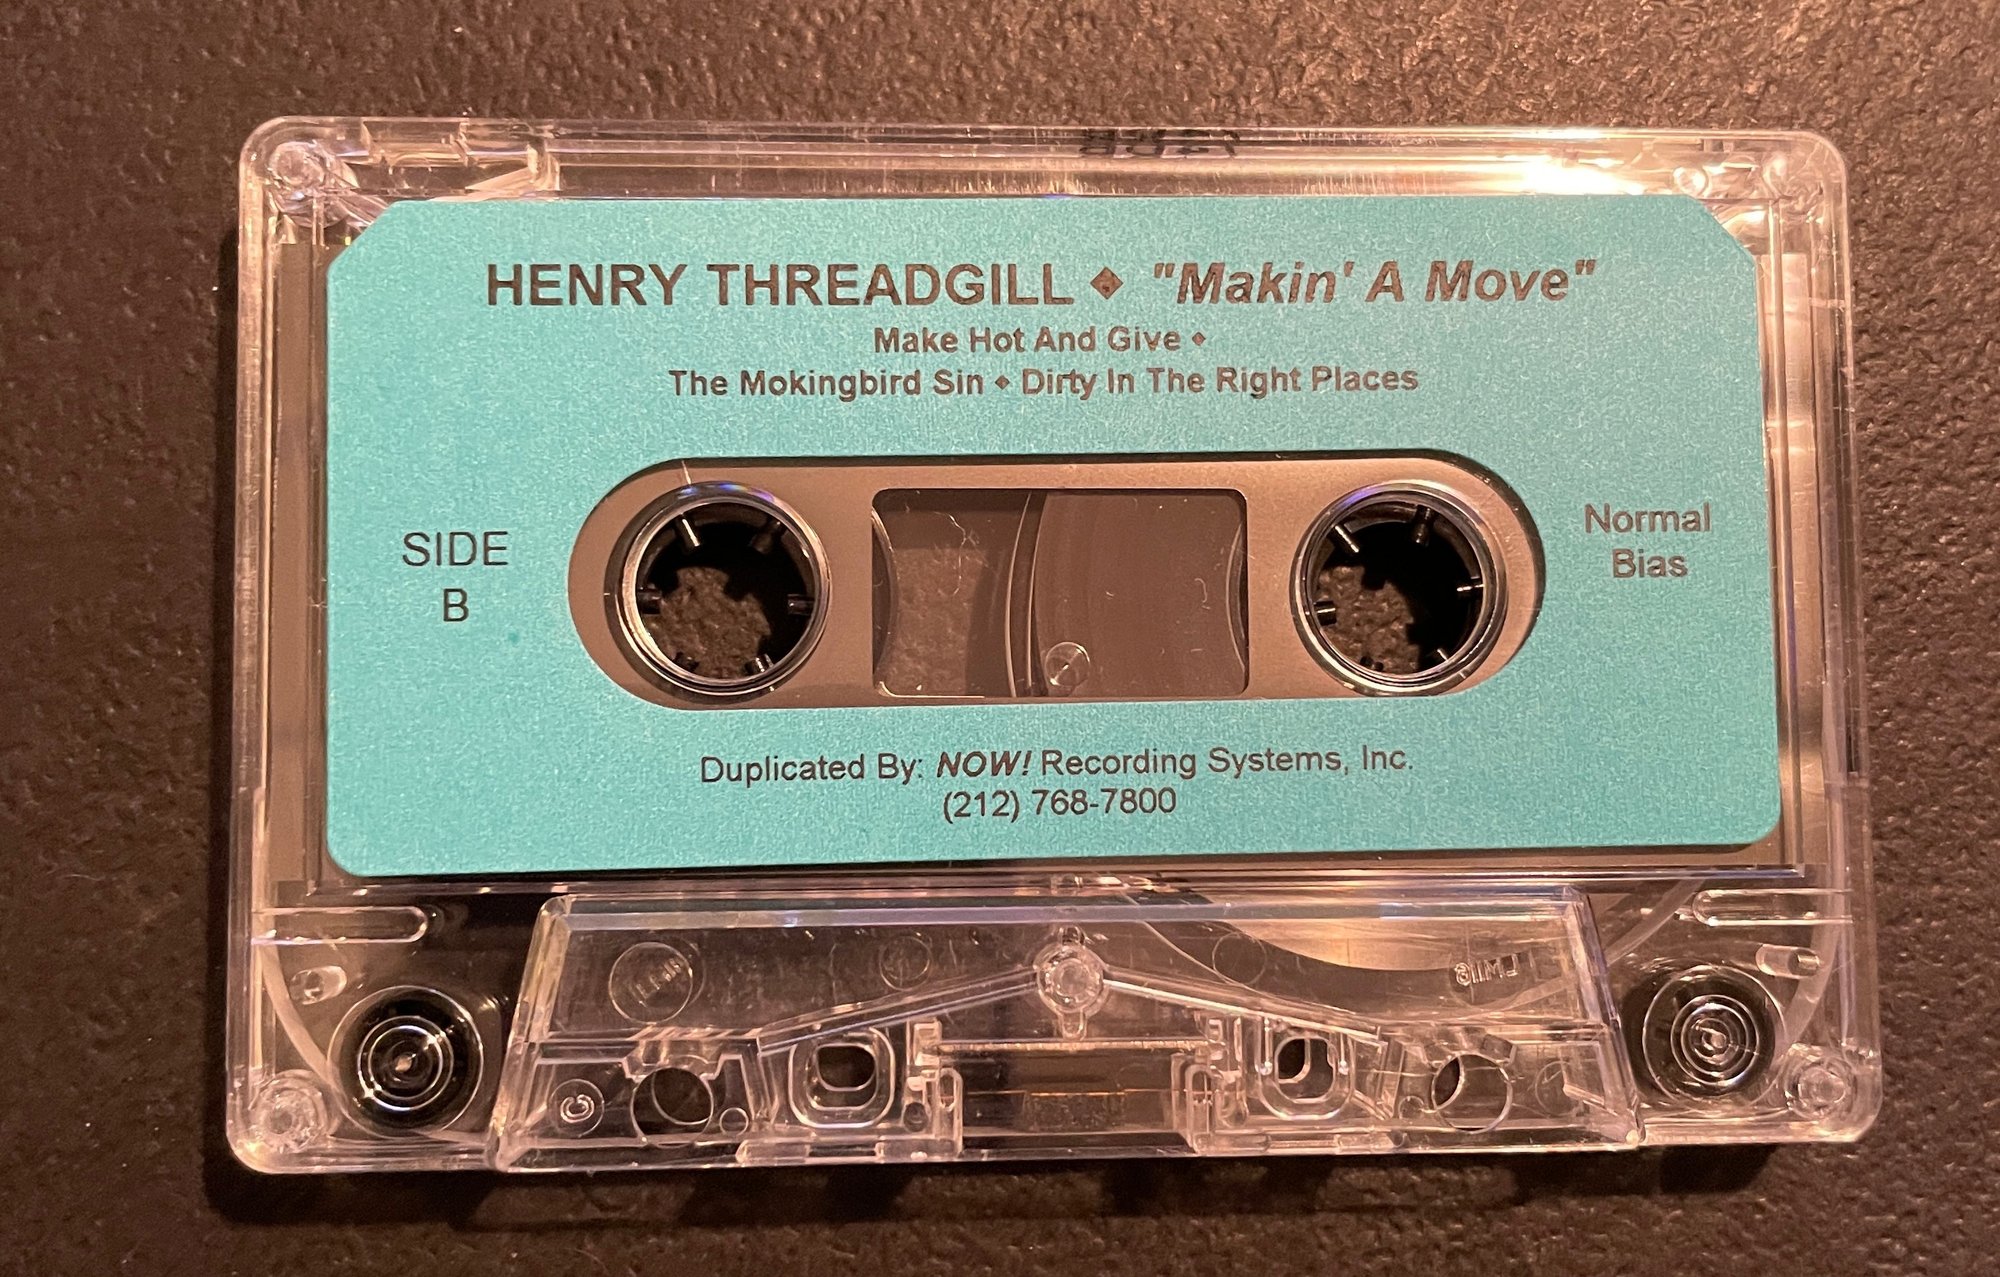 HENRY THREADGILL ◆ "Makin' A Move"
Make Hot And Give ◆
The Mokingbird Sin ◆ Dirty In The Right Places
SIDE
B
Normal
Bias
Duplicated By: NOW! Recording Systems, Inc.
(212) 768-7800
C